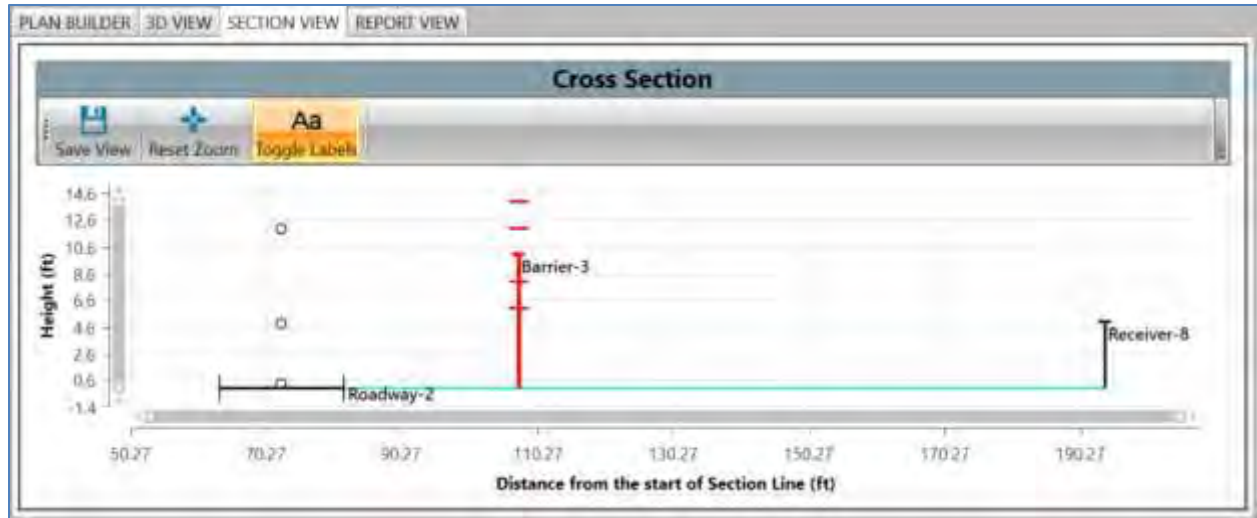 PLAN BUILDER 3D VIEW SECTION VIEW REPORT VIEW
Cross Section
Aa
Save View Reset Zoom Toggle Labels
Height (ft)
14.6
12.6
10.6
8.6
6.6
4.6
2.6
0.6
-1.4
Barrier-3
Receiver-8
Roadway-2
50.27 70.27 90.27 110.27 130.27 150.27 170.27 190.27
Distance from the start of Section Line (ft)